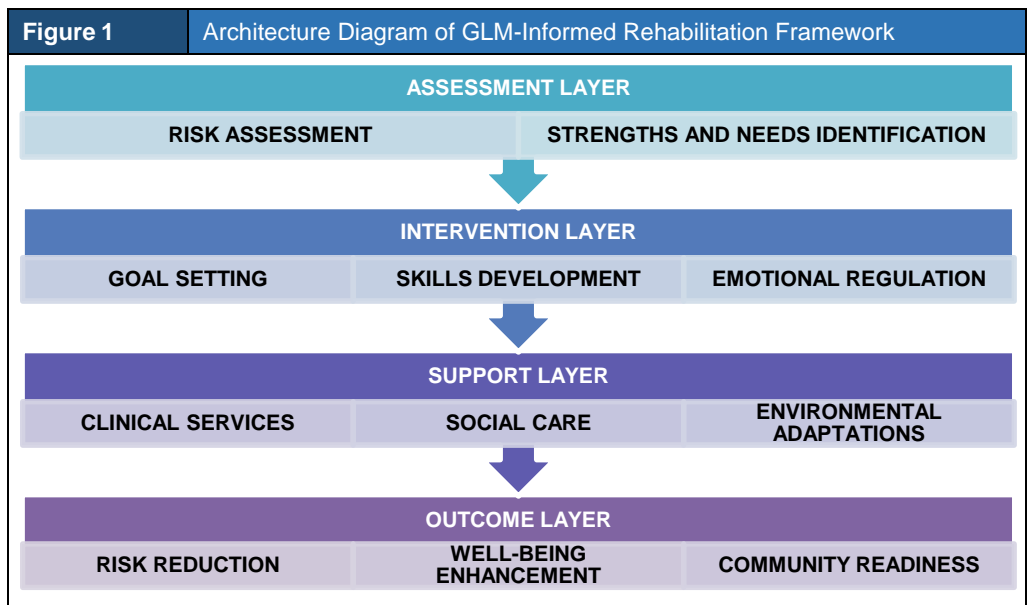 Figure 1 Architecture Diagram of GLM-Informed Rehabilitation Framework
ASSESSMENT LAYER
RISK ASSESSMENT STRENGTHS AND NEEDS IDENTIFICATION
INTERVENTION LAYER
GOAL SETTING SKILLS DEVELOPMENT EMOTIONAL REGULATION
SUPPORT LAYER
CLINICAL SERVICES SOCIAL CARE ENVIRONMENTAL
ADAPTATIONS
OUTCOME LAYER
RISK REDUCTION WELL-BEING
ENHANCEMENT COMMUNITY READINESS